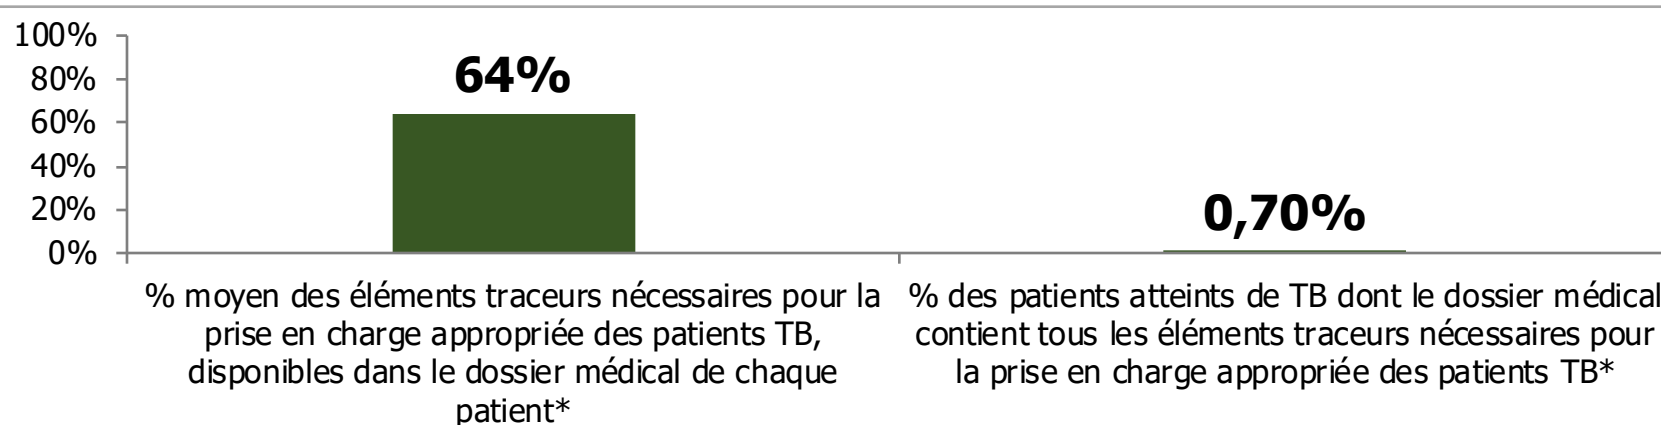 100%
80%
60%
40%
20%
0%
64%
0,70%
% moyen des éléments traceurs nécessaires pour la
prise en charge appropriée des patients TB,
disponibles dans le dossier médical de chaque
patient*
% des patients atteints de TB dont le dossier médical
contient tous les éléments traceurs nécessaires pour
la prise en charge appropriée des patients TB*